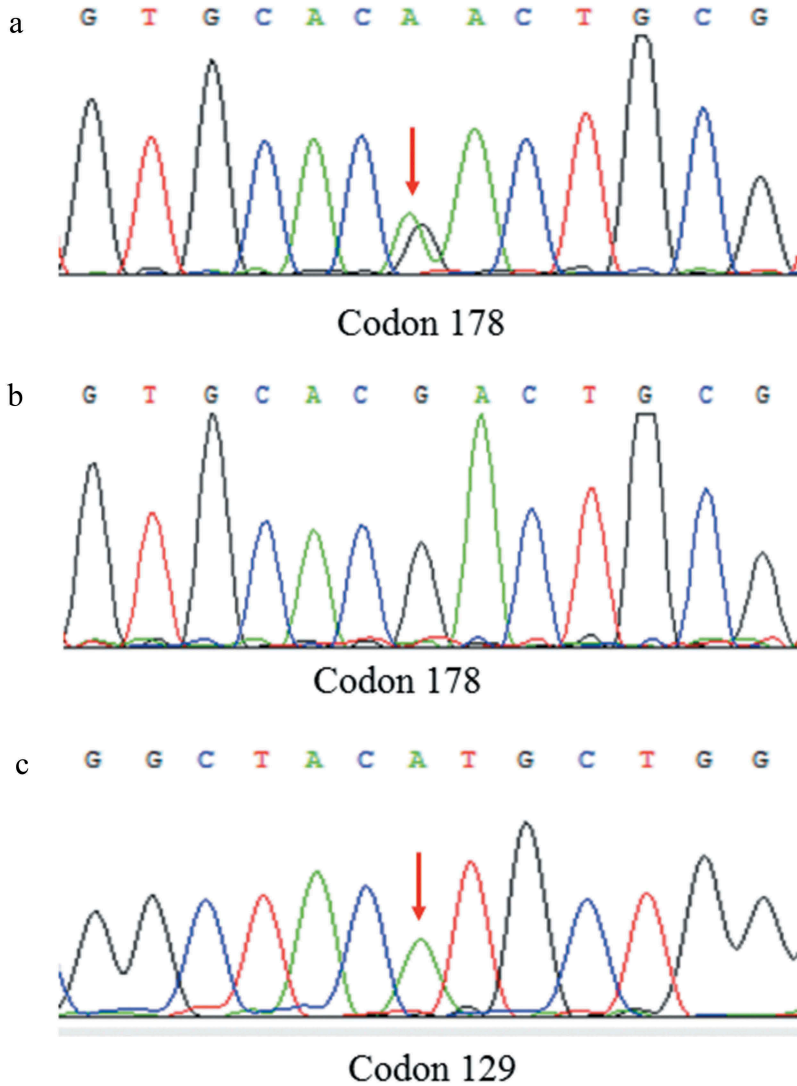 a
G T G C A C A A C T G C G
Codon 178
b
G T G C A C G A C T G C G
Codon 178
c
G G C T A C A T G C T G G
Codon 129